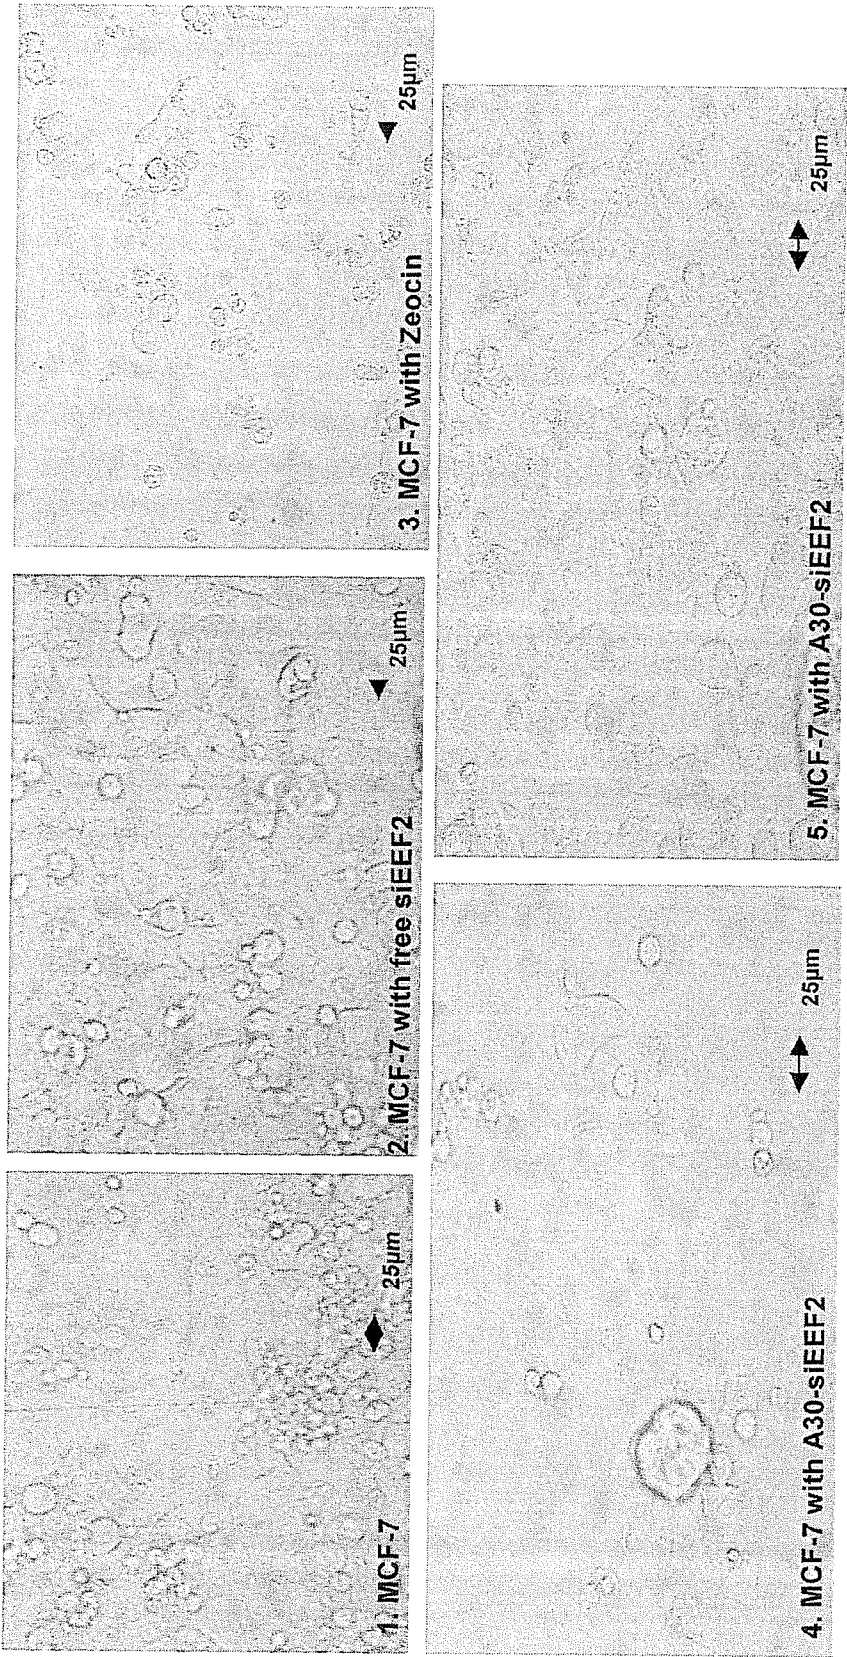 1. MCF-7
25µm
2. MCF-7 with free siEEF2
25µm
3. MCF-7 with Zeocin
25µm
4. MCF-7 with A30-siEEF2
25µm
5. MCF-7 with A30-siEEF2
25µm